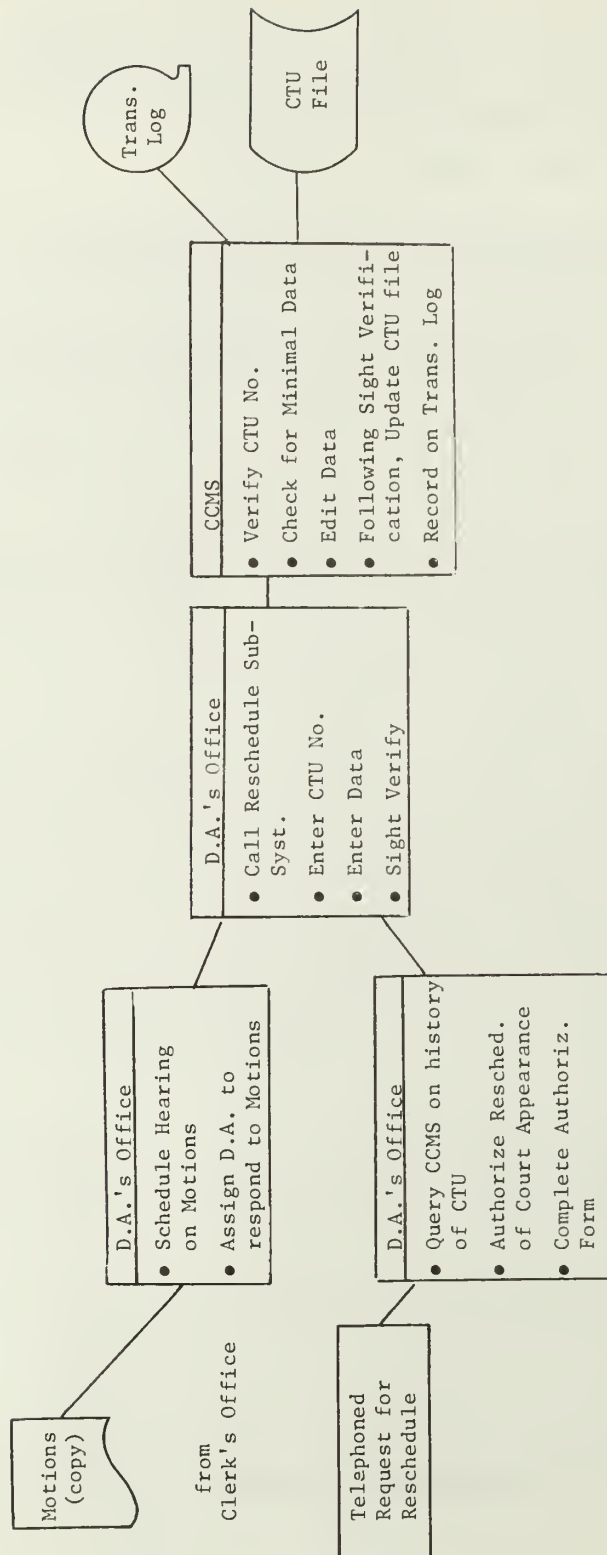 Motions
(copy)
from
Clerk's Office
Telephoned
Request for
Reschedule
D.A.'s Office
● Schedule Hearing
on Motions
● Assign D.A. to
respond to Motions
D.A.'s Office
● Query CCMS on history
of CTU
● Authorize Resched.
of Court Appearance
● Complete Authoriz.
Form
D.A.'s Office
● Call Reschedule Sub-
Syst.
● Enter CTU No.
● Enter Data
● Sight Verify
CCMS
● Verify CTU No.
● Check for Minimal Data
● Edit Data
● Following Sight Verifi-
cation, Update CTU file
● Record on Trans. Log
Trans.
Log
CTU
File